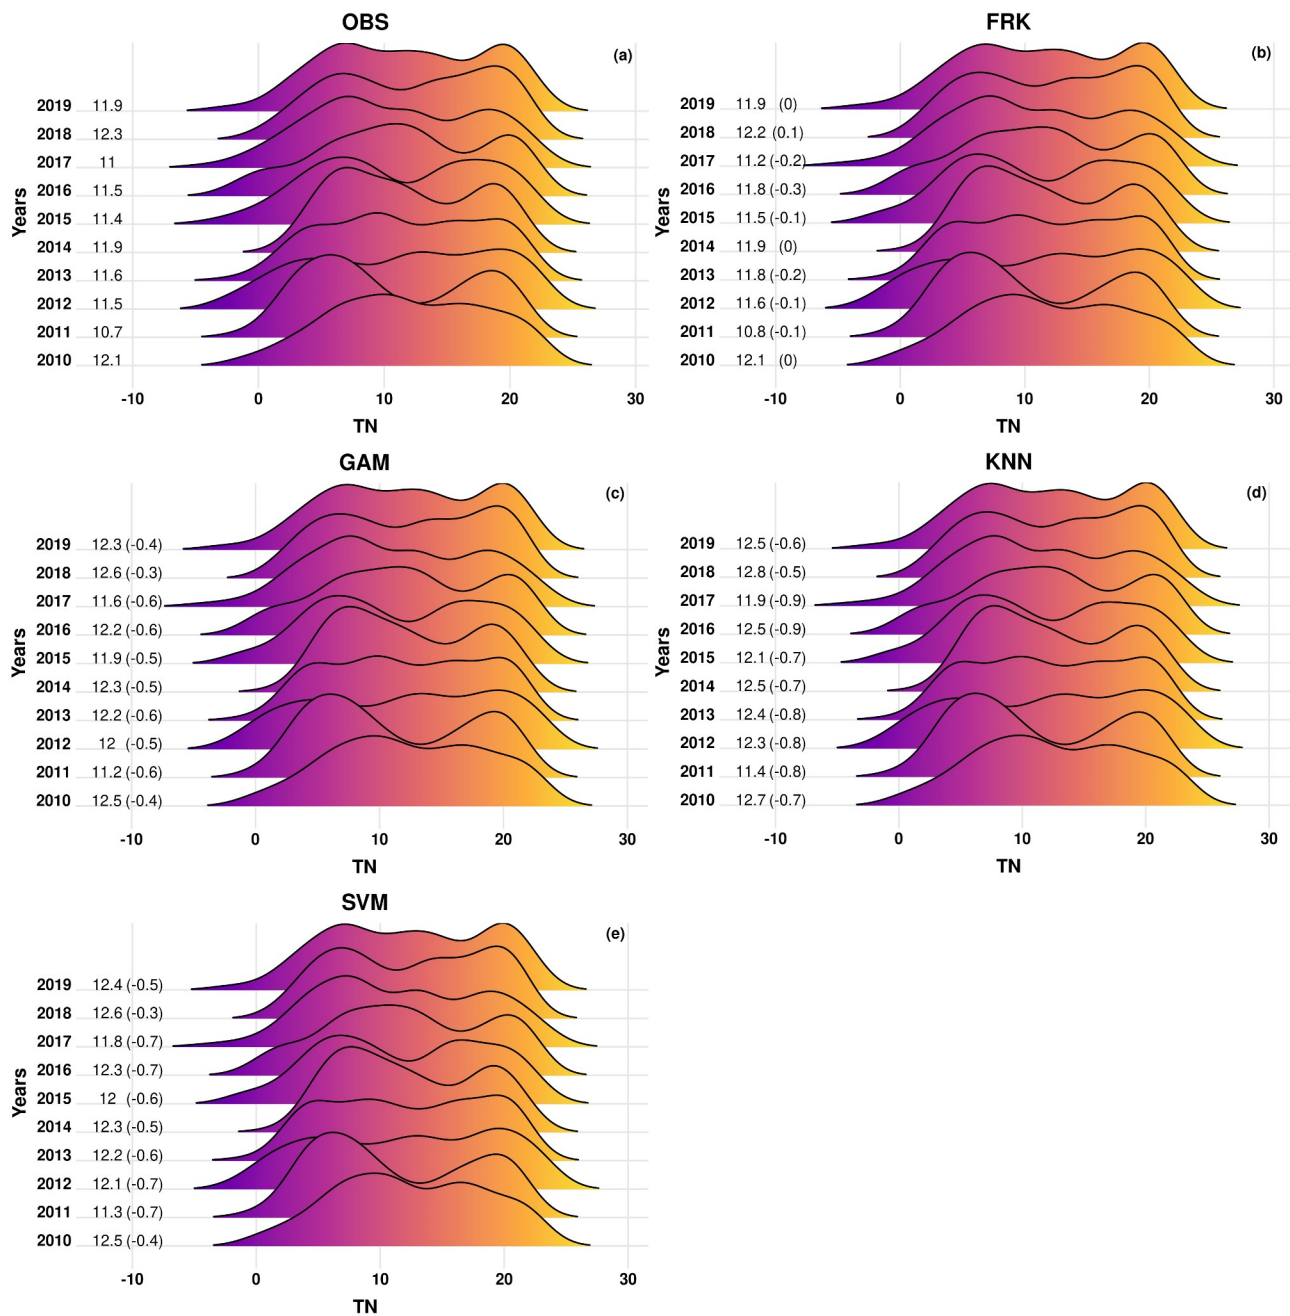 OBS
(a)
2019 11.9
2018 12.3
2017 11
2016 11.5
2015 11.4
2014 11.9
2013 11.6
2012 11.5
2011 10.7
2010 12.1
Years
-10 0 10 20 30
TN
FRK
(b)
2019 11.9 (0)
2018 12.2 (0.1)
2017 11.2 (-0.2)
2016 11.8 (-0.3)
2015 11.5 (-0.1)
2014 11.9 (0)
2013 11.8 (-0.2)
2012 11.6 (-0.1)
2011 10.8 (-0.1)
2010 12.1 (0)
Years
-10 0 10 20 30
TN
GAM
(c)
2019 12.3 (-0.4)
2018 12.6 (-0.3)
2017 11.6 (-0.6)
2016 12.2 (-0.6)
2015 11.9 (-0.5)
2014 12.3 (-0.5)
2013 12.2 (-0.6)
2012 12 (-0.5)
2011 11.2 (-0.6)
2010 12.5 (-0.4)
Years
-10 0 10 20 30
TN
KNN
(d)
2019 12.5 (-0.6)
2018 12.8 (-0.5)
2017 11.9 (-0.9)
2016 12.5 (-0.9)
2015 12.1 (-0.7)
2014 12.5 (-0.7)
2013 12.4 (-0.8)
2012 12.3 (-0.8)
2011 11.4 (-0.8)
2010 12.7 (-0.7)
Years
-10 0 10 20 30
TN
SVM
(e)
2019 12.4 (-0.5)
2018 12.6 (-0.3)
2017 11.8 (-0.7)
2016 12.3 (-0.7)
2015 12 (-0.6)
2014 12.3 (-0.5)
2013 12.2 (-0.6)
2012 12.1 (-0.7)
2011 11.3 (-0.7)
2010 12.5 (-0.4)
Years
-10 0 10 20 30
TN